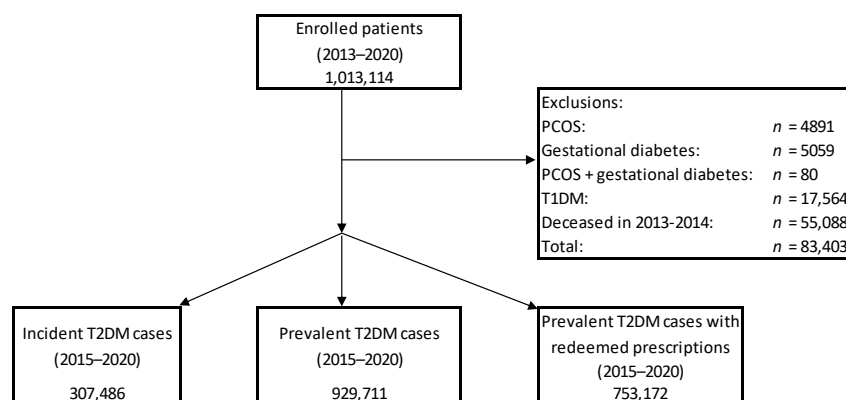 Enrolled patients
(2013–2020)
1,013,114
Exclusions:
PCOS: n = 4891
Gestational diabetes: n = 5059
PCOS + gestational diabetes: n = 80
T1DM: n = 17,564
Deceased in 2013-2014: n = 55,088
Total: n = 83,403
Incident T2DM cases
(2015–2020)
307,486
Prevalent T2DM cases
(2015–2020)
929,711
Prevalent T2DM cases with
redeemed prescriptions
(2015–2020)
753,172